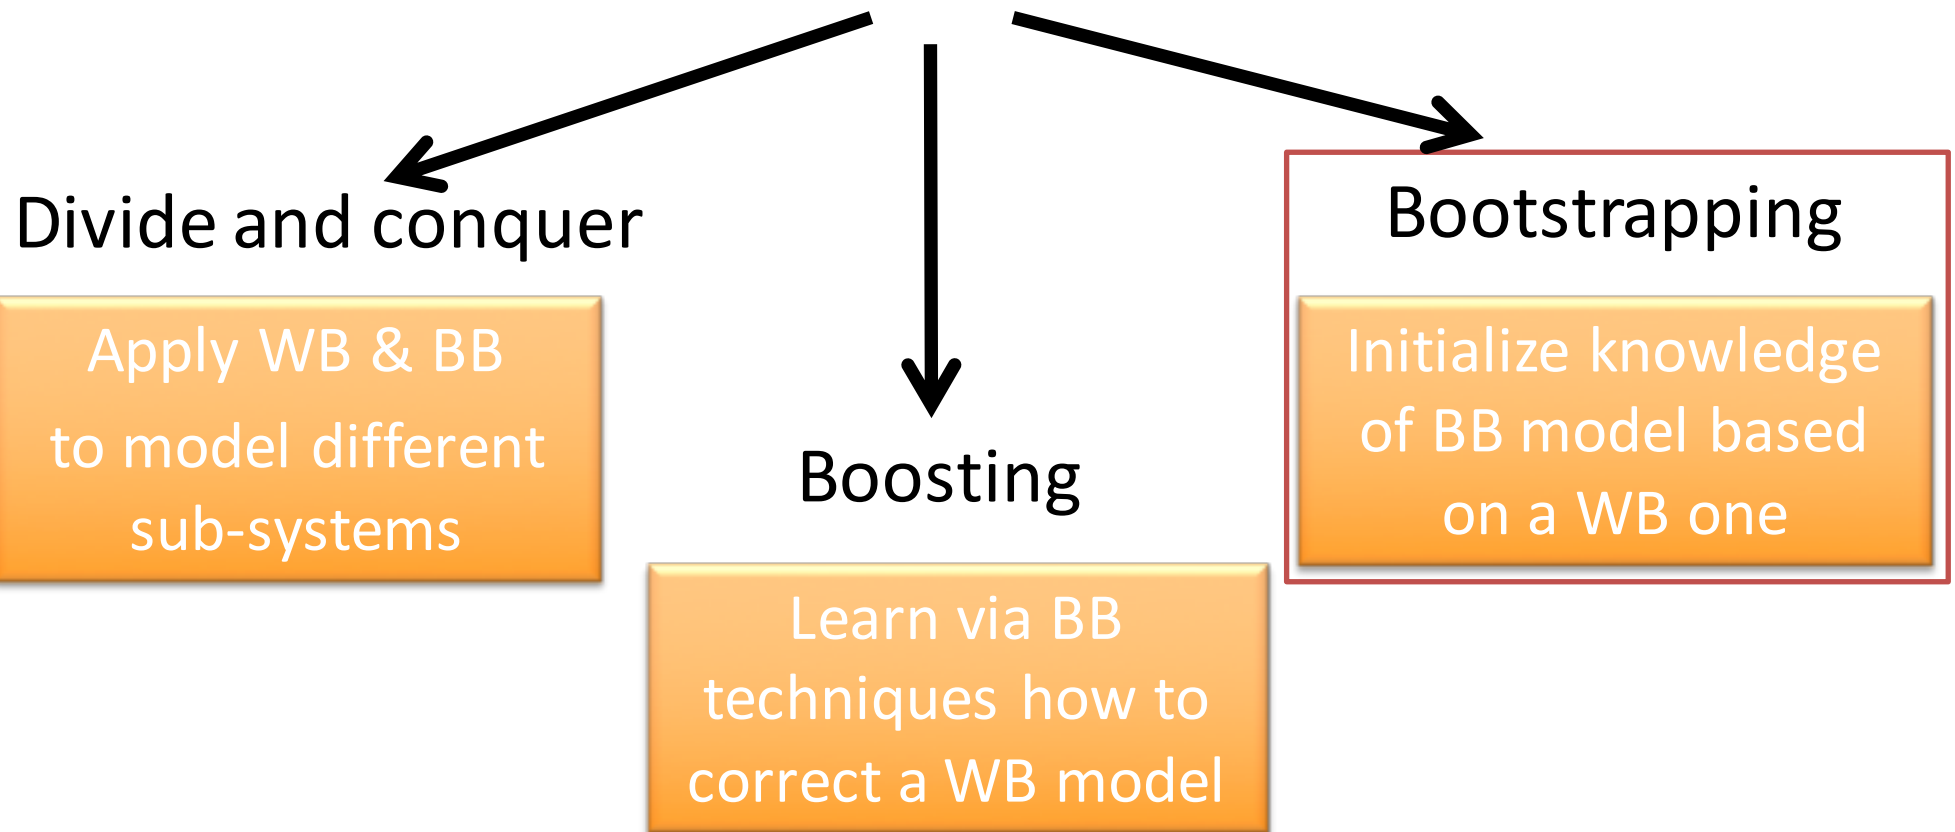 Divide and conquer
Apply WB & BB
to model different
sub-systems
Boosting
Learn via BB
techniques how to
correct a WB model
Bootstrapping
Initialize knowledge
of BB model based
on a WB one